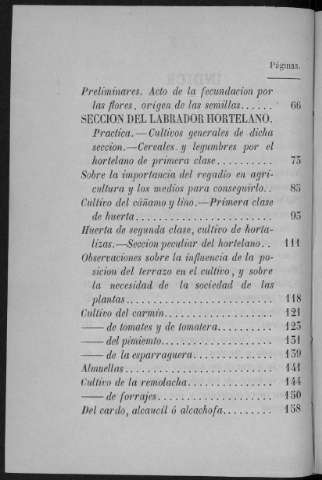 Páginas.
Preliminares. Acto de la fecundacion por
las flores, origen de las semillas...... 66
SECCION DEL LABRADOR HORTELANO.
Practica.—Cultivos generales de dicha
seccion.—Cereales y legumbres por el
hortelano de primera clase.......... 75
Sobre la importancia del regadio en agri-
cultura y los medios para conseguirlo.. 85
Cultivo del cáñamo y lino.—Primera clase
de huerta....................... 95
Huerta de segunda clase, cultivo de horta-
lizas.—Seccion peculiar del hortelano.. 111
Observaciones sobre la influencia de la po-
sicion del terrazo en el cultivo, y sobre
la necesidad de la sociedad de las
plantas......................... 118
Cultivo del carmin................... 121
—— de tomates y de tomatera......... 125
—— del pimiento................... 131
—— de la esparraguera.............. 139
Almuellas.......................... 141
Cultivo de la remolacha............... 144
—— de forrajes.................... 150
Del cardo, alcaucil ó alcachofa......... 158